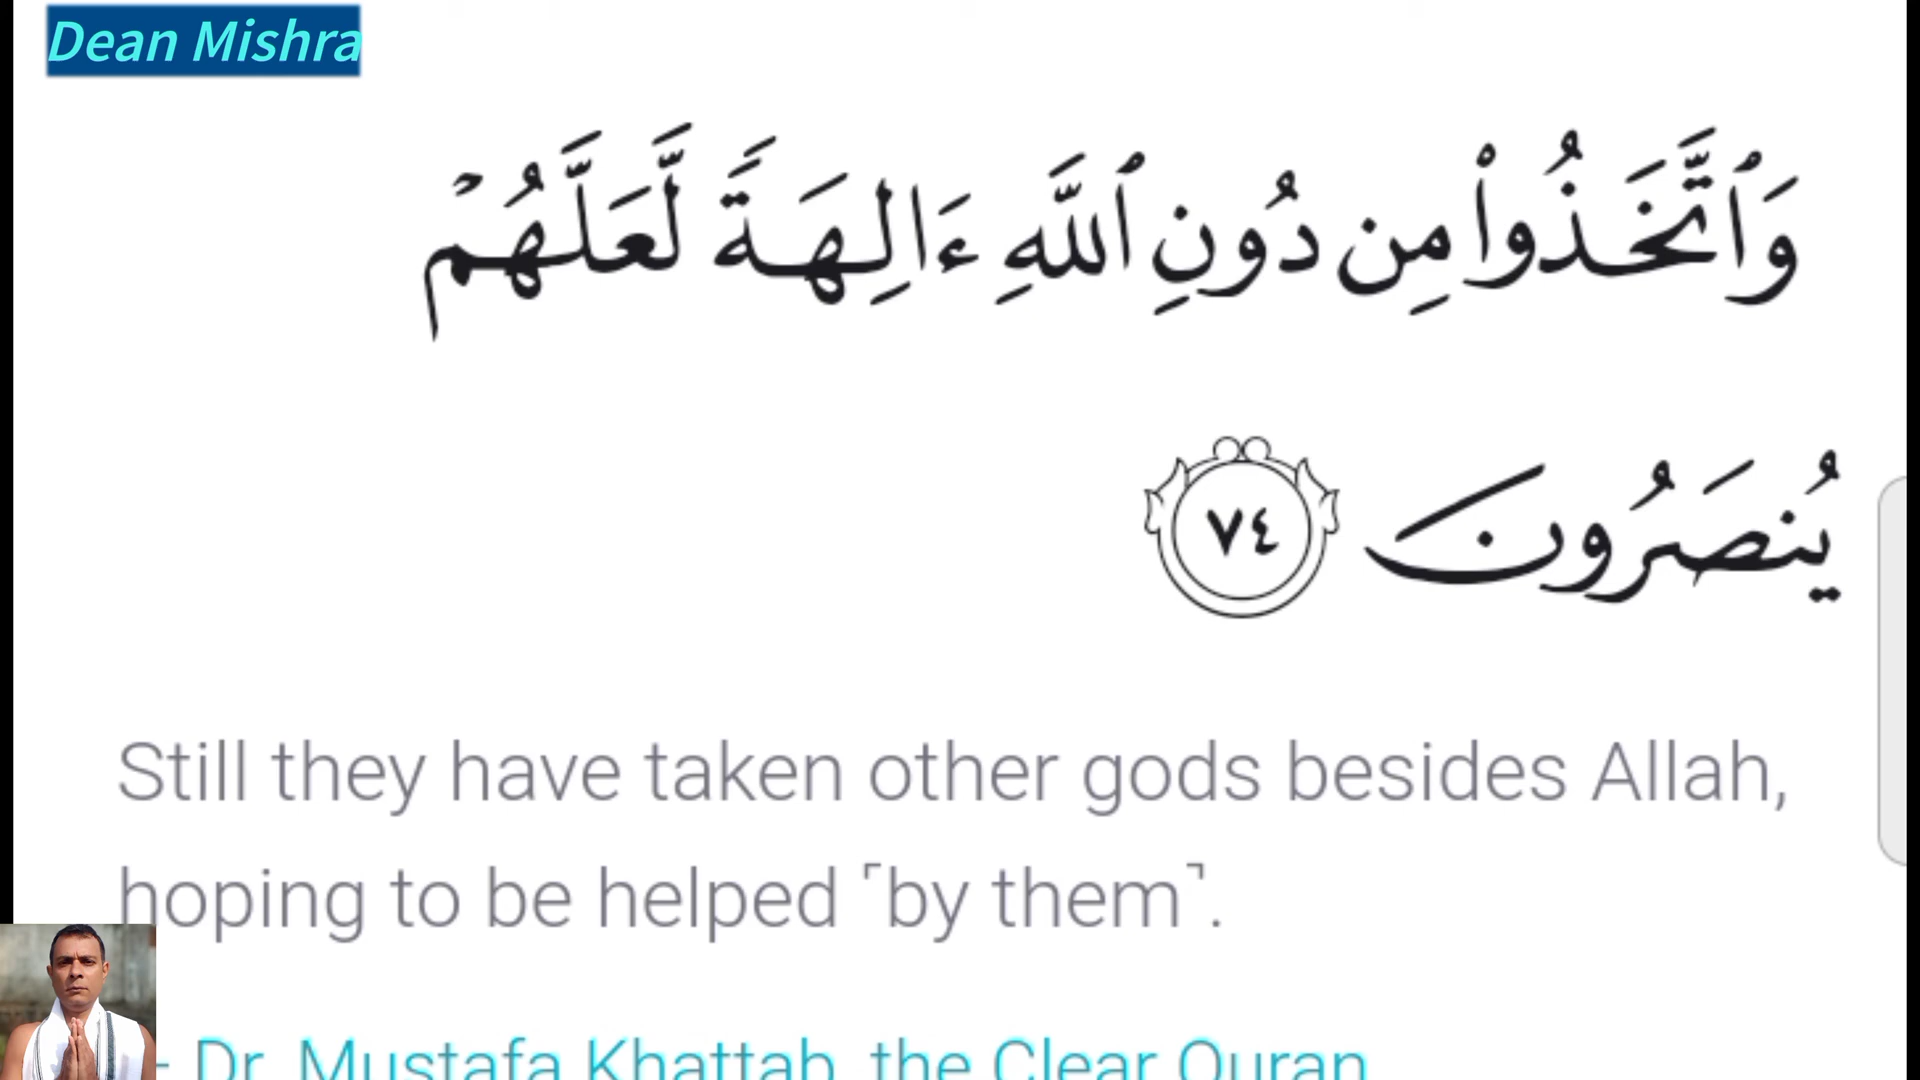 Dean Mishra
وَٱتَّخَذُوا۟ مِن دُونِ ٱللَّهِ ءَالِهَةً لَّعَلَّهُمْ
يُنصَرُونَ ٧٤
Still they have taken other gods besides Allah,
hoping to be helped ˹by them˺.
— Dr. Mustafa Khattab, the Clear Quran